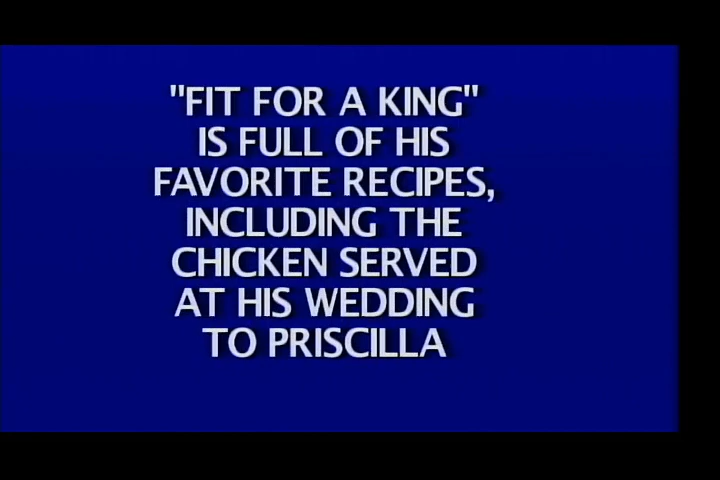 "FIT FOR A KING"
IS FULL OF HIS
FAVORITE RECIPES,
INCLUDING THE
CHICKEN SERVED
AT HIS WEDDING
TO PRISCILLA